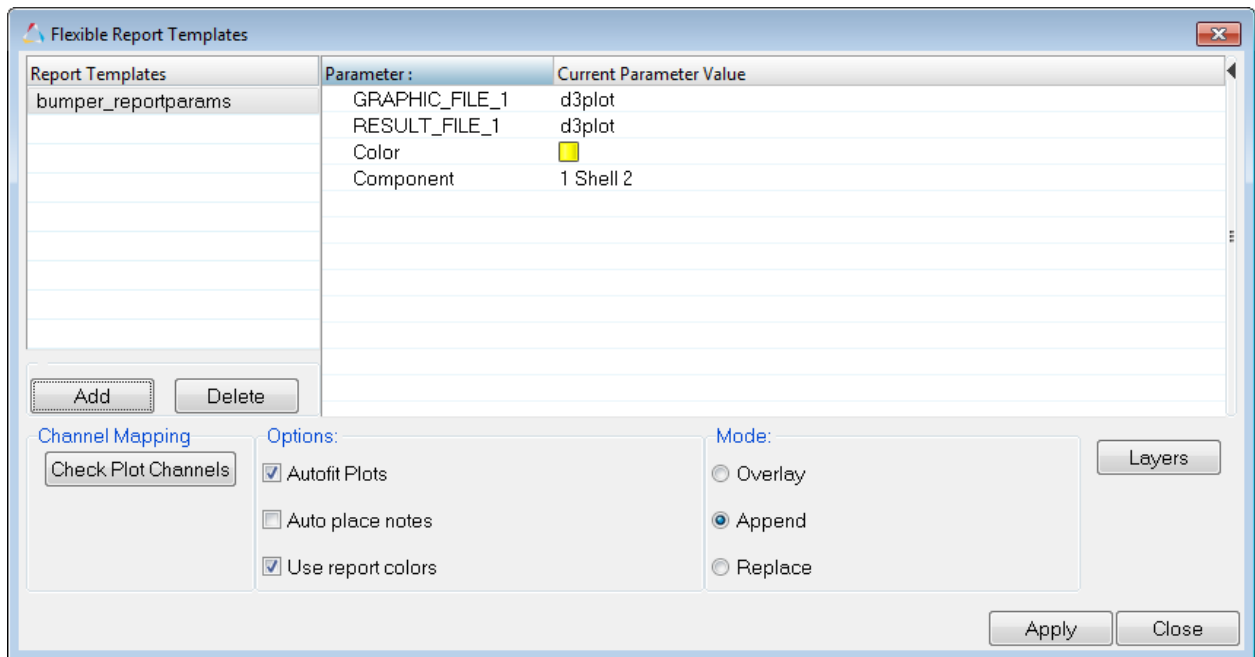 Flexible Report Templates
Report Templates
bumper_reportparams
Parameter : Current Parameter Value
GRAPHIC_FILE_1 d3plot
RESULT_FILE_1 d3plot
Color
Component 1 Shell 2
Add Delete
Channel Mapping
Check Plot Channels
Options:
Autofit Plots
Auto place notes
Use report colors
Mode:
Overlay
Append
Replace
Layers
Apply Close